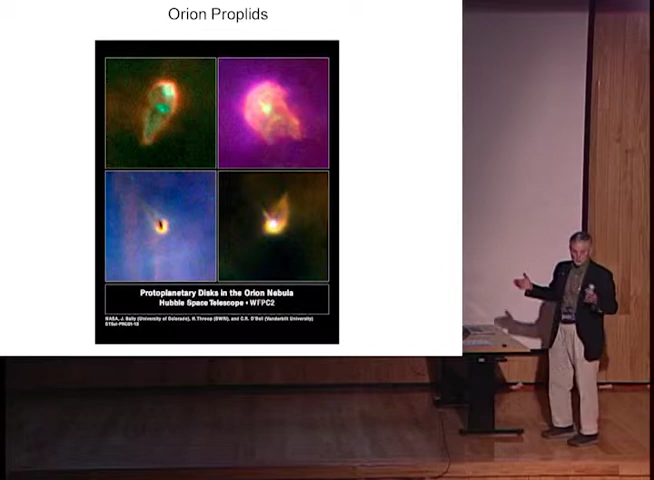 Orion Proplids
Protoplanetary Disks in the Orion Nebula
Hubble Space Telescope • WFPC2
NASA, J. Bally (University of Colorado), H. Throop (SWRI), and C.R. O'Dell (Vanderbilt University)
STScI-PRC01-13